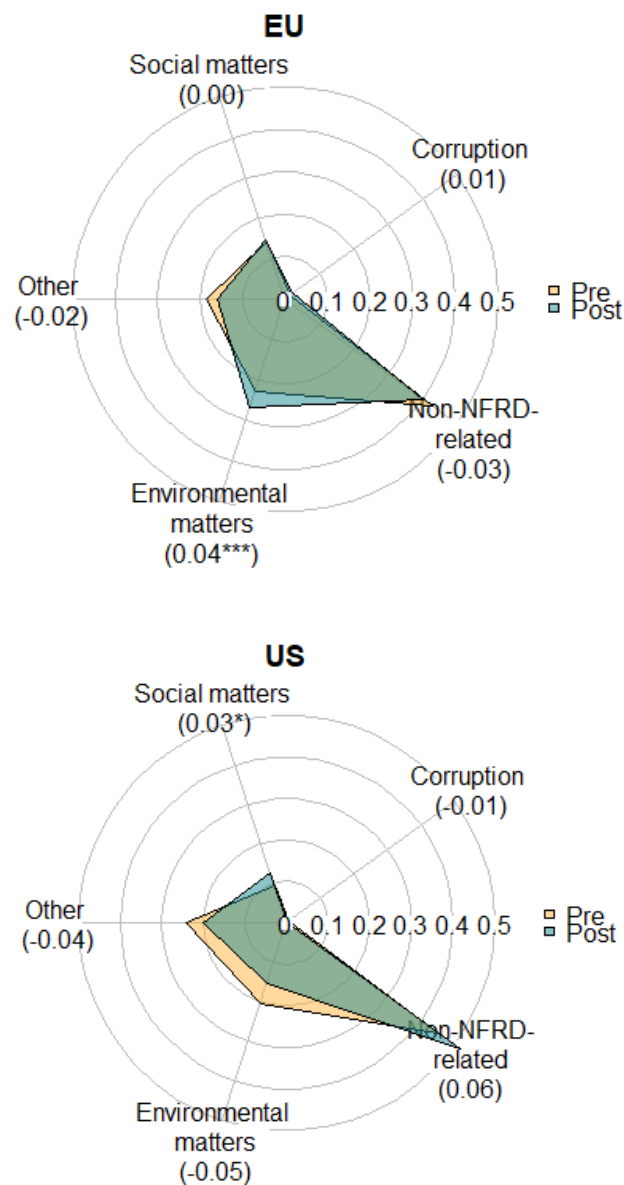 EU
Social matters
(0.00)
Corruption
(0.01)
Other
(-0.02)
0 0.1 0.2 0.3 0.4 0.5
Pre
Post
Non-NFRD-
related
(-0.03)
Environmental
matters
(0.04***)
US
Social matters
(0.03*)
Corruption
(-0.01)
Other
(-0.04)
0 0.1 0.2 0.3 0.4 0.5
Pre
Post
Non-NFRD-
related
(0.06)
Environmental
matters
(-0.05)